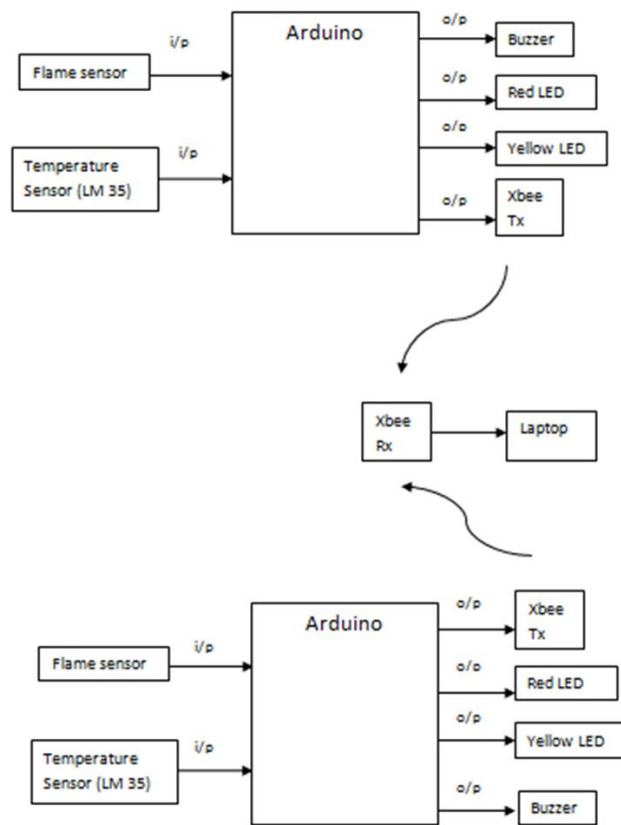 Arduino
i/p
Flame sensor
i/p
Temperature
Sensor (LM 35)
o/p
Buzzer
o/p
Red LED
o/p
Yellow LED
o/p
Xbee
Tx
Xbee
Rx
Laptop
Arduino
i/p
Flame sensor
i/p
Temperature
Sensor (LM 35)
o/p
Xbee
Tx
o/p
Red LED
o/p
Yellow LED
o/p
Buzzer